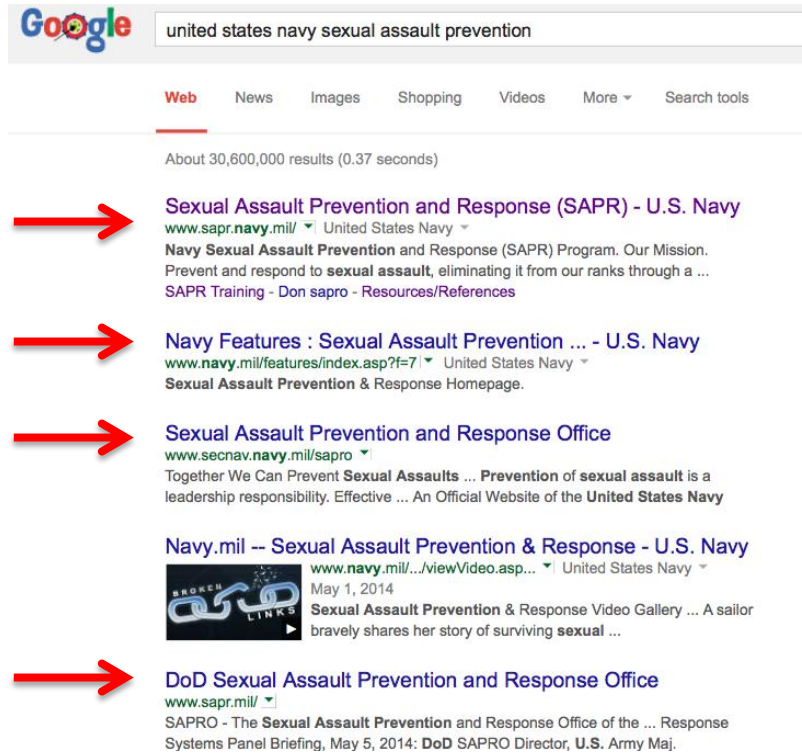 Google
united states navy sexual assault prevention
Web News Images Shopping Videos More Search tools
About 30,600,000 results (0.37 seconds)
Sexual Assault Prevention and Response (SAPR) - U.S. Navy
www.sapr.navy.mil/ United States Navy
Navy Sexual Assault Prevention and Response (SAPR) Program. Our Mission.
Prevent and respond to sexual assault, eliminating it from our ranks through a ...
SAPR Training - Don sapro - Resources/References
Navy Features : Sexual Assault Prevention ... - U.S. Navy
www.navy.mil/features/index.asp?f=7 United States Navy
Sexual Assault Prevention & Response Homepage.
Sexual Assault Prevention and Response Office
www.secnav.navy.mil/sapro
Together We Can Prevent Sexual Assaults ... Prevention of sexual assault is a
leadership responsibility. Effective ... An Official Website of the United States Navy
Navy.mil -- Sexual Assault Prevention & Response - U.S. Navy
BROKEN
LINKS
www.navy.mil/.../viewVideo.asp... United States Navy
May 1, 2014
Sexual Assault Prevention & Response Video Gallery ... A sailor
bravely shares her story of surviving sexual ...
DoD Sexual Assault Prevention and Response Office
www.sapr.mil/
SAPRO - The Sexual Assault Prevention and Response Office of the ... Response
Systems Panel Briefing, May 5, 2014: DoD SAPRO Director, U.S. Army Maj.